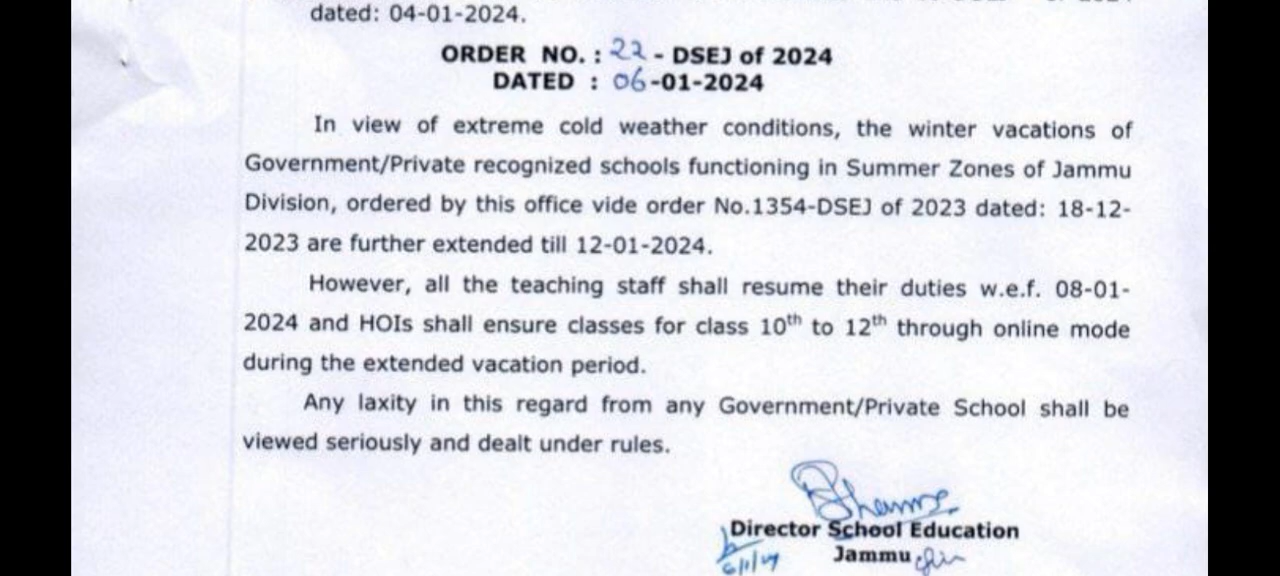 dated: 04-01-2024.
ORDER NO. : 22 - DSEJ of 2024
DATED : 06-01-2024
In view of extreme cold weather conditions, the winter vacations of
Government/Private recognized schools functioning in Summer Zones of Jammu
Division, ordered by this office vide order No.1354-DSEJ of 2023 dated: 18-12-
2023 are further extended till 12-01-2024.
However, all the teaching staff shall resume their duties w.e.f. 08-01-
2024 and HOIs shall ensure classes for class 10th to 12th through online mode
during the extended vacation period.
Any laxity in this regard from any Government/Private School shall be
viewed seriously and dealt under rules.
Director School Education
Jammu